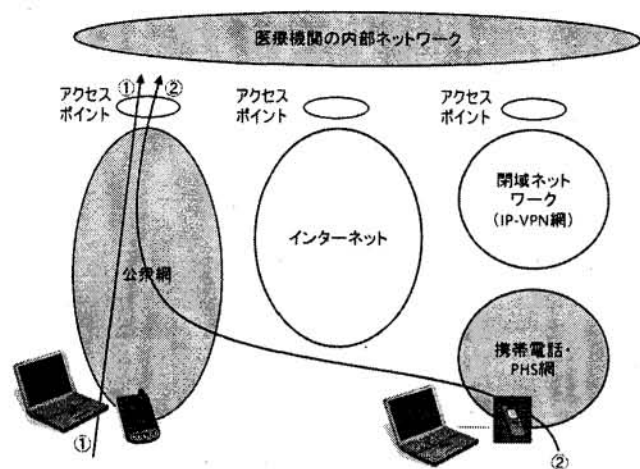 医療機関の内部ネットワーク
①
②
アクセス
ポイント
アクセス
ポイント
アクセス
ポイント
公衆網
インターネット
閉域ネット
ワーク
(IP-VPN網)
携帯電話・
PHS網
①
②